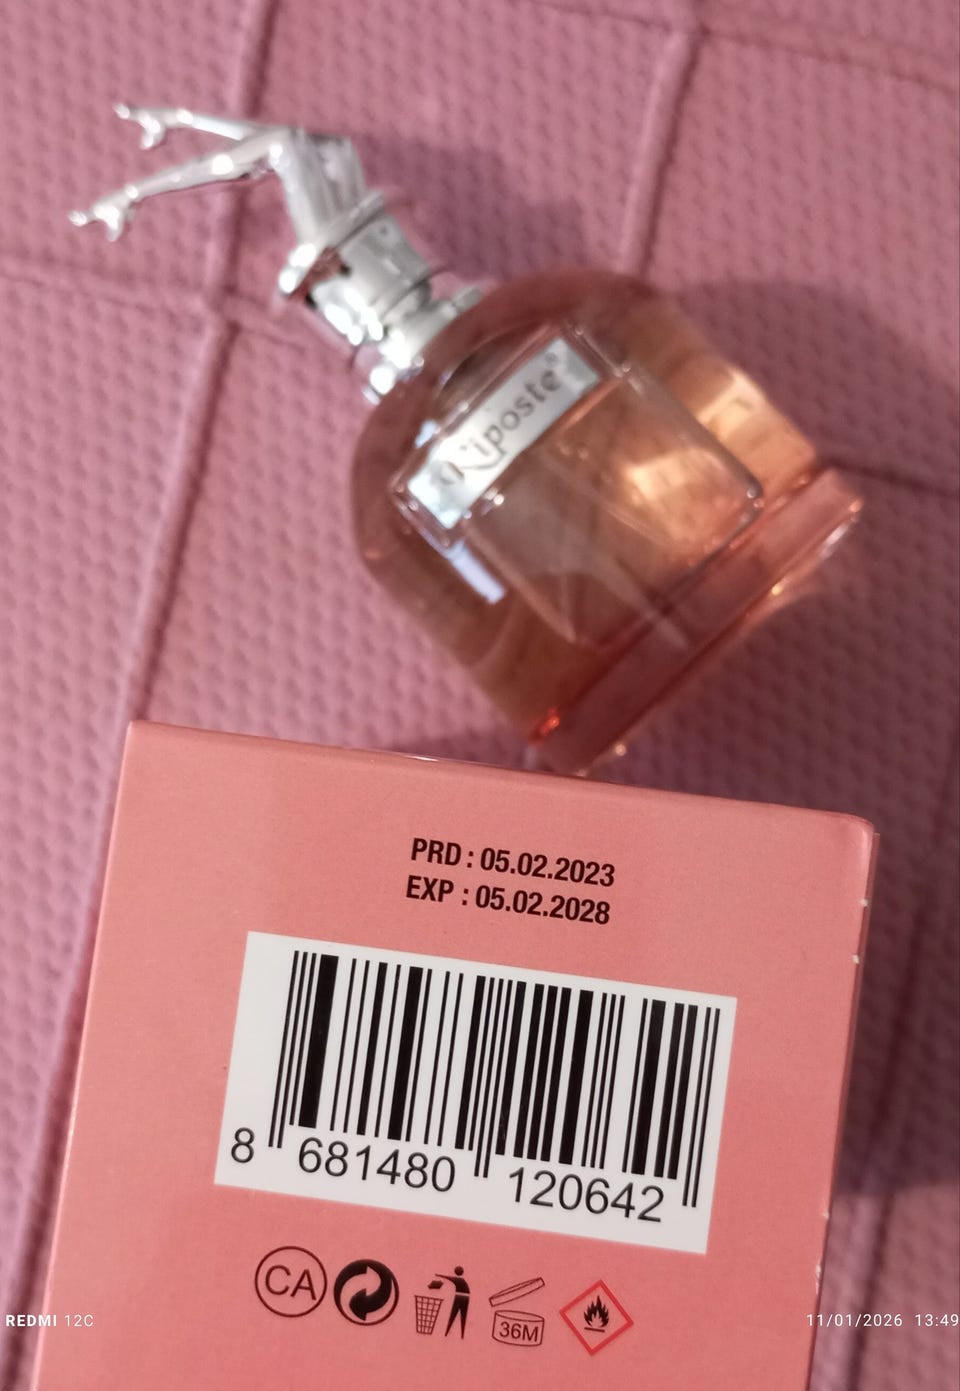 Riposte®
PRD : 05.02.2023
EXP : 05.02.2028
8 681480 120642
CA
36M
REDMI 12C
11/01/2026 13:49